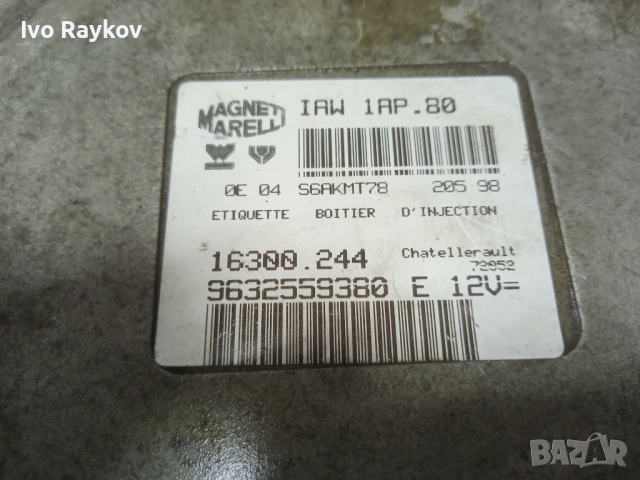 Ivo Raykov
MAGNETI
MARELLI
IAW 1AP.80
0E 04 S6AKMT78 205 98
ETIQUETTE BOITIER D'INJECTION
16300.244 Chatellerault
72052
9632559380 E 12V=
BAZAR